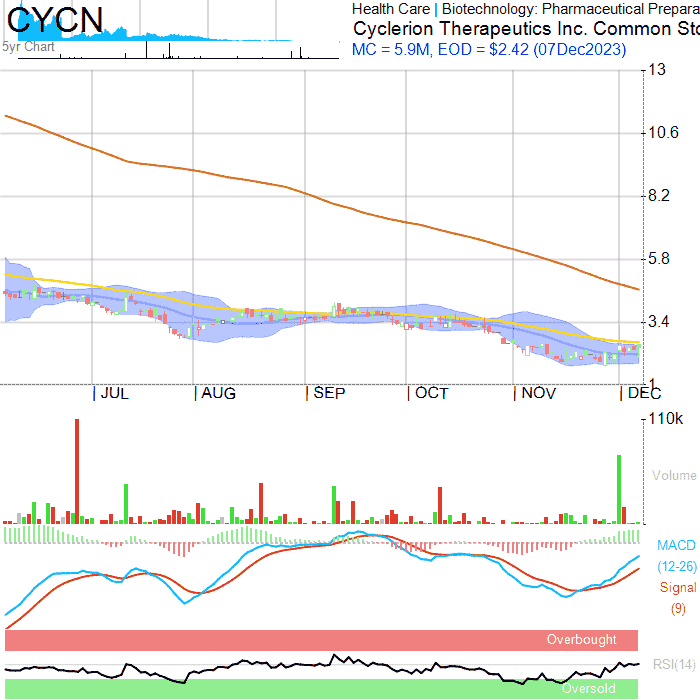 CYCN
5yr Chart
Health Care | Biotechnology: Pharmaceutical Prepara
Cyclerion Therapeutics Inc. Common Sto
MC = 5.9M, EOD = $2.42 (07Dec2023)
13
10.6
8.2
5.8
3.4
1
JUL
AUG
SEP
OCT
NOV
DEC
110k
Volume
MACD
(12-26)
Signal
(9)
Overbought
RSI(14)
Oversold